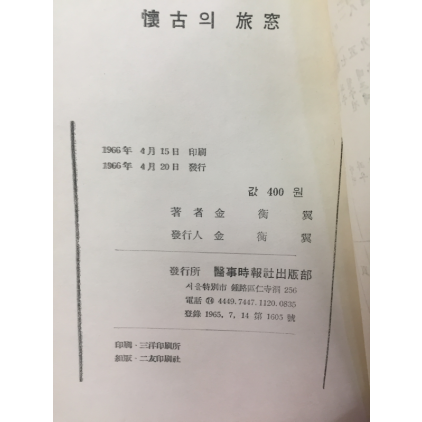 懷古의 旅窓
1966年 4月 15日 印刷
1966年 4月 20日 發行
값 400 원
著者 金 衡 翼
發行人 金 衡 翼
發行所 醫事時報社出版部
서울特別市 鍾路區仁寺洞 256
電話 ⑭ 4449.7447.1120.0835
登錄 1965. 7. 14 第 1605 號
印刷・三洋印刷所
組版・二友印刷社